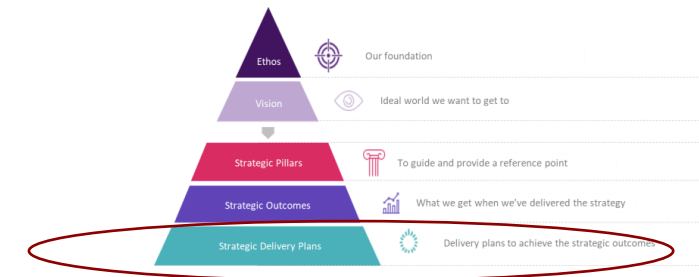 Ethos
Our foundation
Vision
Ideal world we want to get to
Strategic Pillars
To guide and provide a reference point
Strategic Outcomes
What we get when we've delivered the strategy
Strategic Delivery Plans
Delivery plans to achieve the strategic outcomes